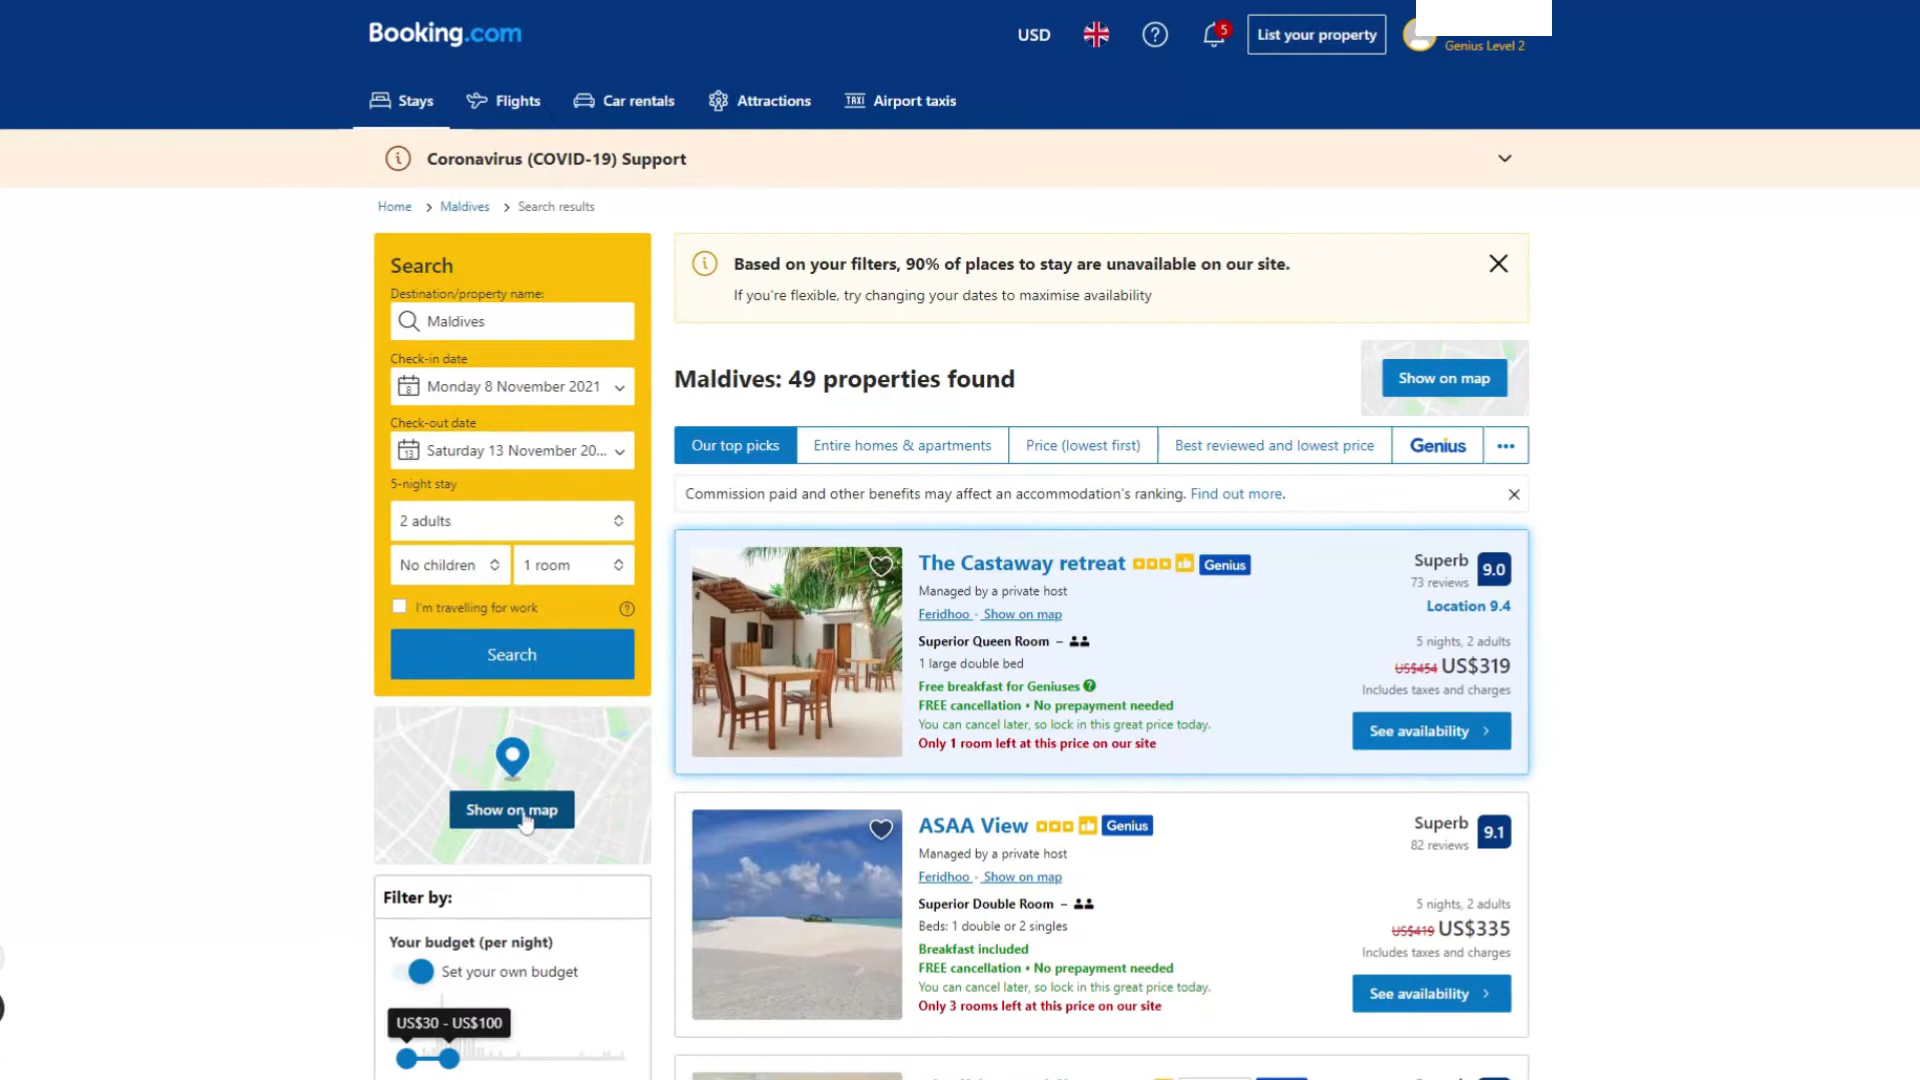 Booking.com
USD
5
List your property
Genius Level 2
Stays
Flights
Car rentals
Attractions
TAXI Airport taxis
Coronavirus (COVID-19) Support
Home > Maldives > Search results
Search
Destination/property name:
Maldives
Check-in date
8 Monday 8 November 2021
Check-out date
13 Saturday 13 November 20...
5-night stay
2 adults
No children
1 room
I'm travelling for work
Search
Show on map
Filter by:
Your budget (per night)
Set your own budget
US$30 - US$100
Based on your filters, 90% of places to stay are unavailable on our site.
If you're flexible, try changing your dates to maximise availability
Maldives: 49 properties found
Show on map
Our top picks
Entire homes & apartments
Price (lowest first)
Best reviewed and lowest price
Genius
Commission paid and other benefits may affect an accommodation's ranking. Find out more.
The Castaway retreat Genius
Managed by a private host
Feridhoo - Show on map
Superior Queen Room –
1 large double bed
Free breakfast for Geniuses
FREE cancellation • No prepayment needed
You can cancel later, so lock in this great price today.
Only 1 room left at this price on our site
Superb 9.0
73 reviews
Location 9.4
5 nights, 2 adults
US$454 US$319
Includes taxes and charges
See availability
ASAA View Genius
Managed by a private host
Feridhoo - Show on map
Superior Double Room –
Beds: 1 double or 2 singles
Breakfast included
FREE cancellation • No prepayment needed
You can cancel later, so lock in this great price today.
Only 3 rooms left at this price on our site
Superb 9.1
82 reviews
5 nights, 2 adults
US$419 US$335
Includes taxes and charges
See availability